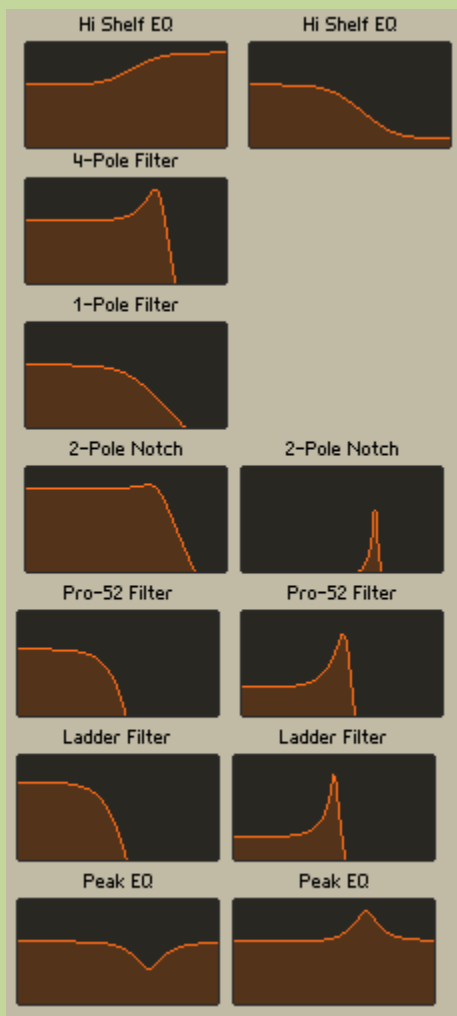 Hi Shelf EQ Hi Shelf EQ
4-Pole Filter
1-Pole Filter
2-Pole Notch 2-Pole Notch
Pro-52 Filter Pro-52 Filter
Ladder Filter Ladder Filter
Peak EQ Peak EQ